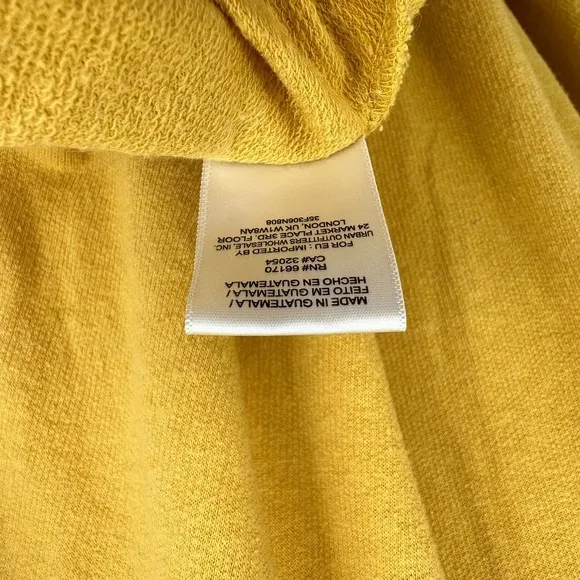 MADE IN GUATEMALA/
FEITO EM GUATEMALA/
HECHO EN GUATEMALA
RN# 66170
CA# 32054
FOR EU : IMPORTED BY
URBAN OUTFITTERS WHOLESALE, INC.
24 MARKET PLACE 3RD. FLOOR
LONDON, UK W1W8AN
35F306N808